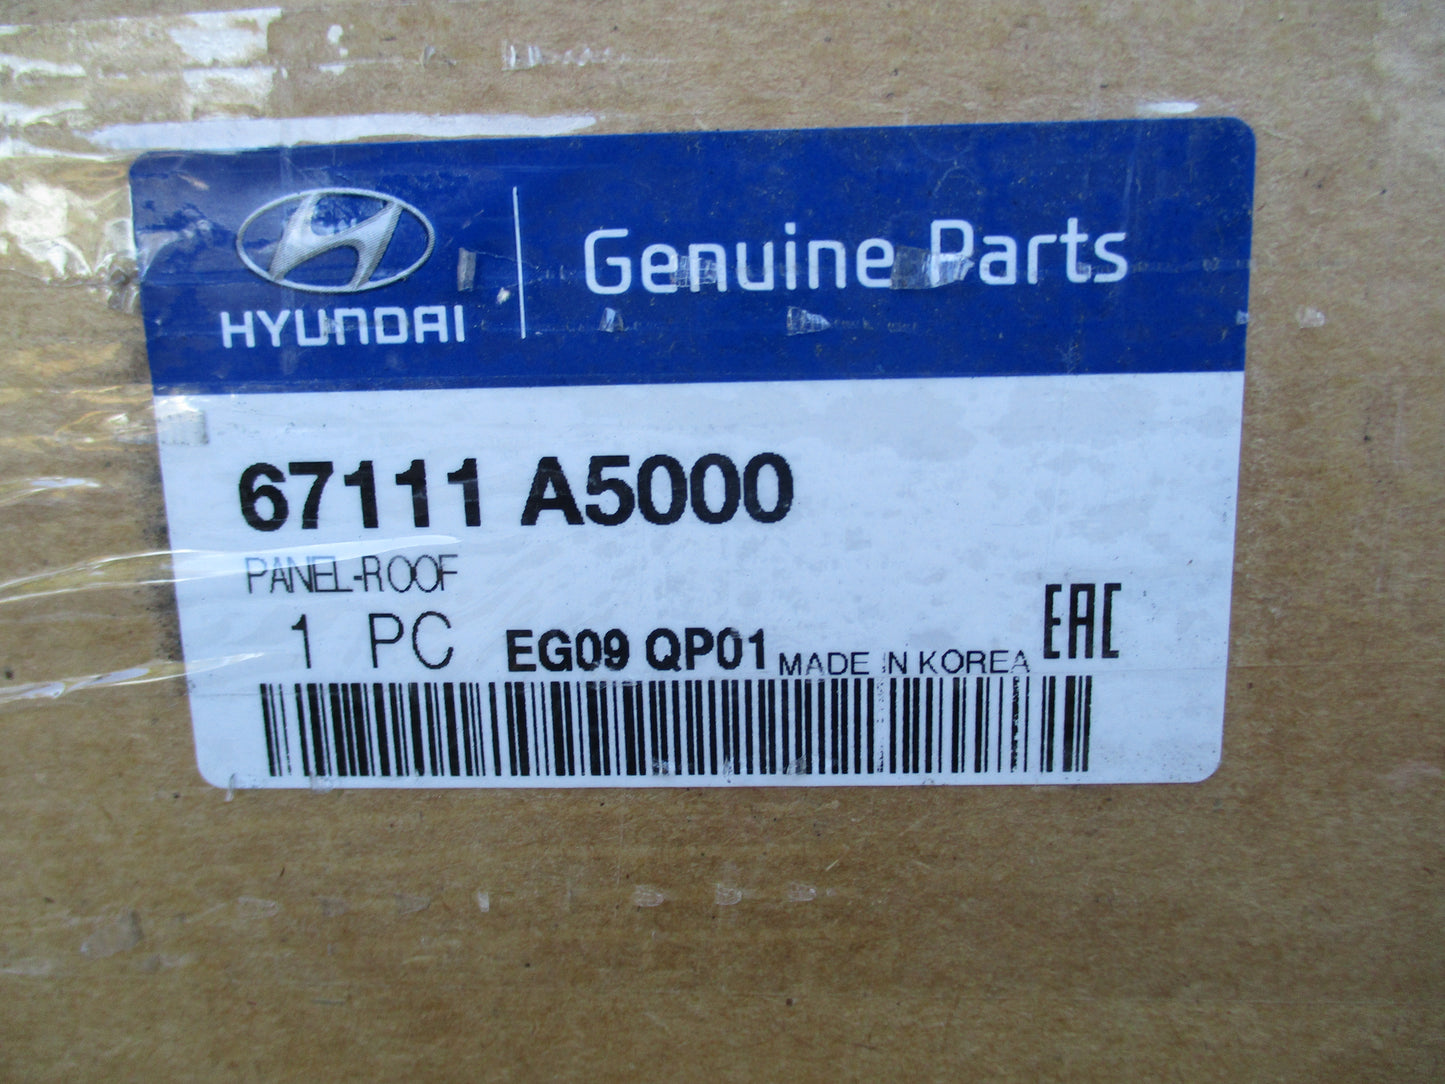 HYUNDAI
Genuine Parts
67111 A5000
PANEL-ROOF
1 PC EG09 QP01 MADE IN KOREA EAC